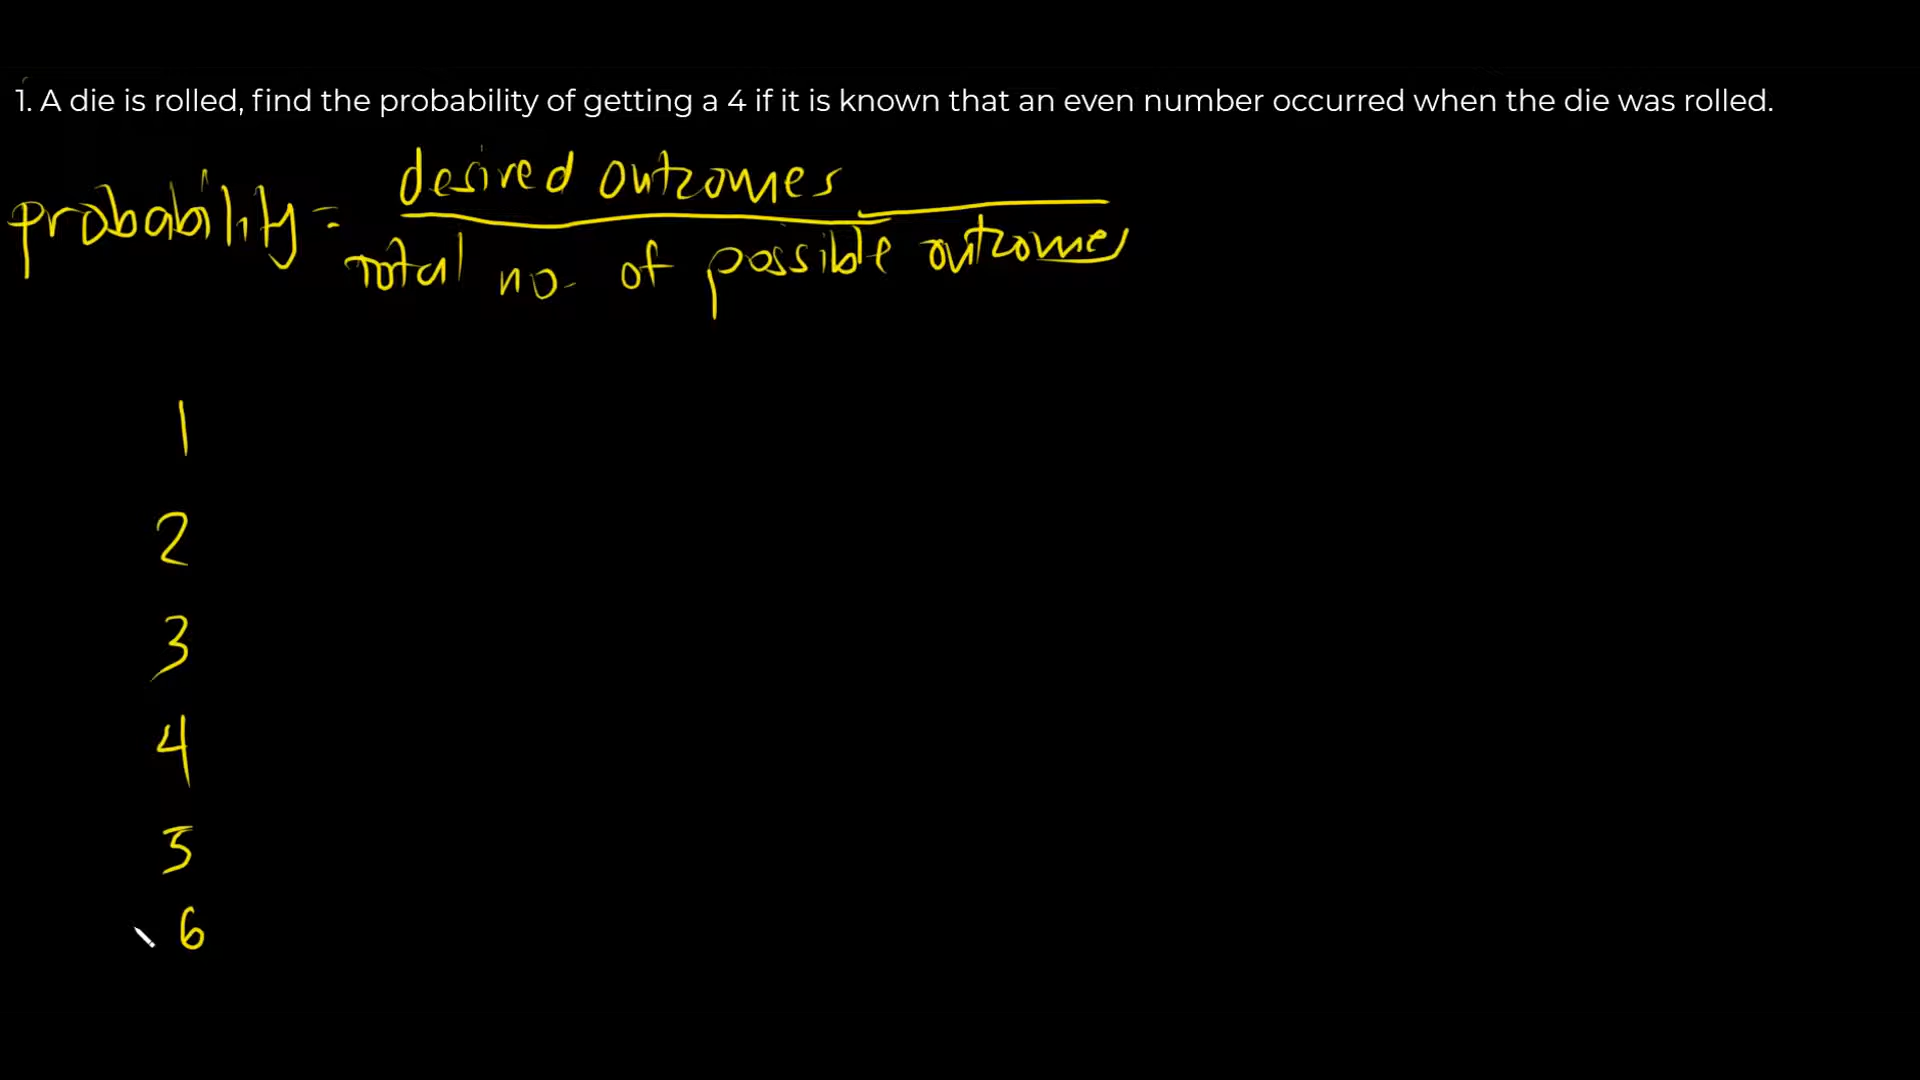 1. A die is rolled, find the probability of getting a 4 if it is known that an even number occurred when the die was rolled.
probability = desired outcomes
total no. of possible outcomes
1
2
3
4
5
6